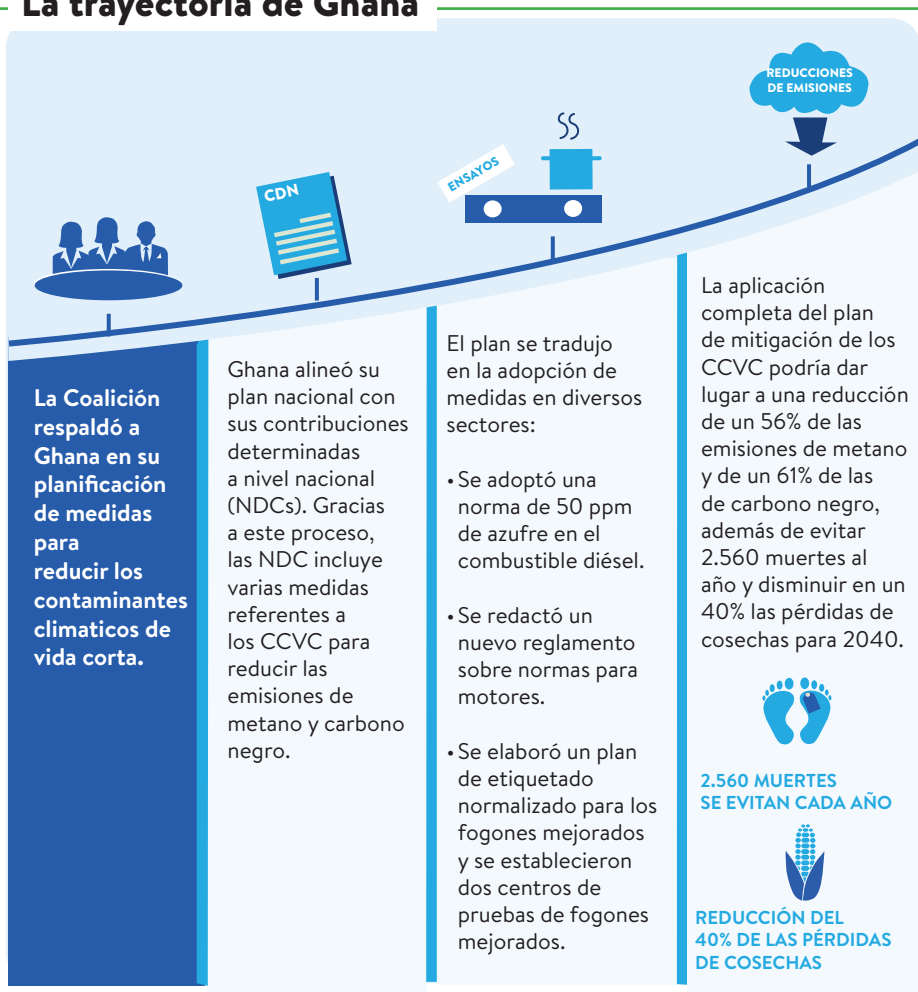 La trayectoria de Ghana
REDUCCIONES
DE EMISIONES
ENSAYOS
CDN
La Coalición
respaldó a
Ghana en su
planificación
de medidas
para
reducir los
contaminantes
climaticos de
vida corta.
Ghana alineó su
plan nacional con
sus contribuciones
determinadas
a nivel nacional
(NDCs). Gracias
a este proceso,
las NDC incluye
varias medidas
referentes a
los CCVC para
reducir las
emisiones de
metano y carbono
negro.
El plan se tradujo
en la adopción de
medidas en diversos
sectores:
• Se adoptó una
norma de 50 ppm
de azufre en el
combustible diésel.
• Se redactó un
nuevo reglamento
sobre normas para
motores.
• Se elaboró un plan
de etiquetado
normalizado para los
fogones mejorados
y se establecieron
dos centros de
pruebas de fogones
mejorados.
La aplicación
completa del plan
de mitigación de los
CCVC podría dar
lugar a una reducción
de un 56% de las
emisiones de metano
y de un 61% de las
de carbono negro,
además de evitar
2.560 muertes al
año y disminuir en un
40% las pérdidas de
cosechas para 2040.
2.560 MUERTES
SE EVITAN CADA AÑO
REDUCCIÓN DEL
40% DE LAS PÉRDIDAS
DE COSECHAS